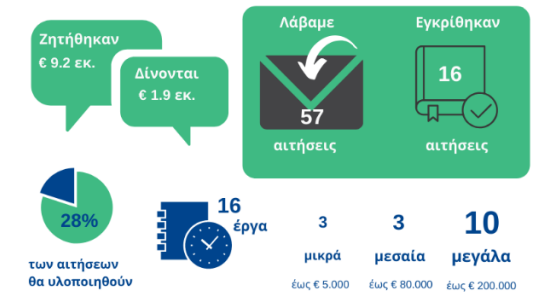 Ζητήθηκαν
€ 9.2 εκ.
Δίνονται
€ 1.9 εκ.
Λάβαμε
57
αιτήσεις
Εγκρίθηκαν
16
αιτήσεις
28%
των αιτήσεων
θα υλοποιηθούν
16
έργα
3
μικρά
έως € 5.000
3
μεσαία
έως € 80.000
10
μεγάλα
έως € 200.000